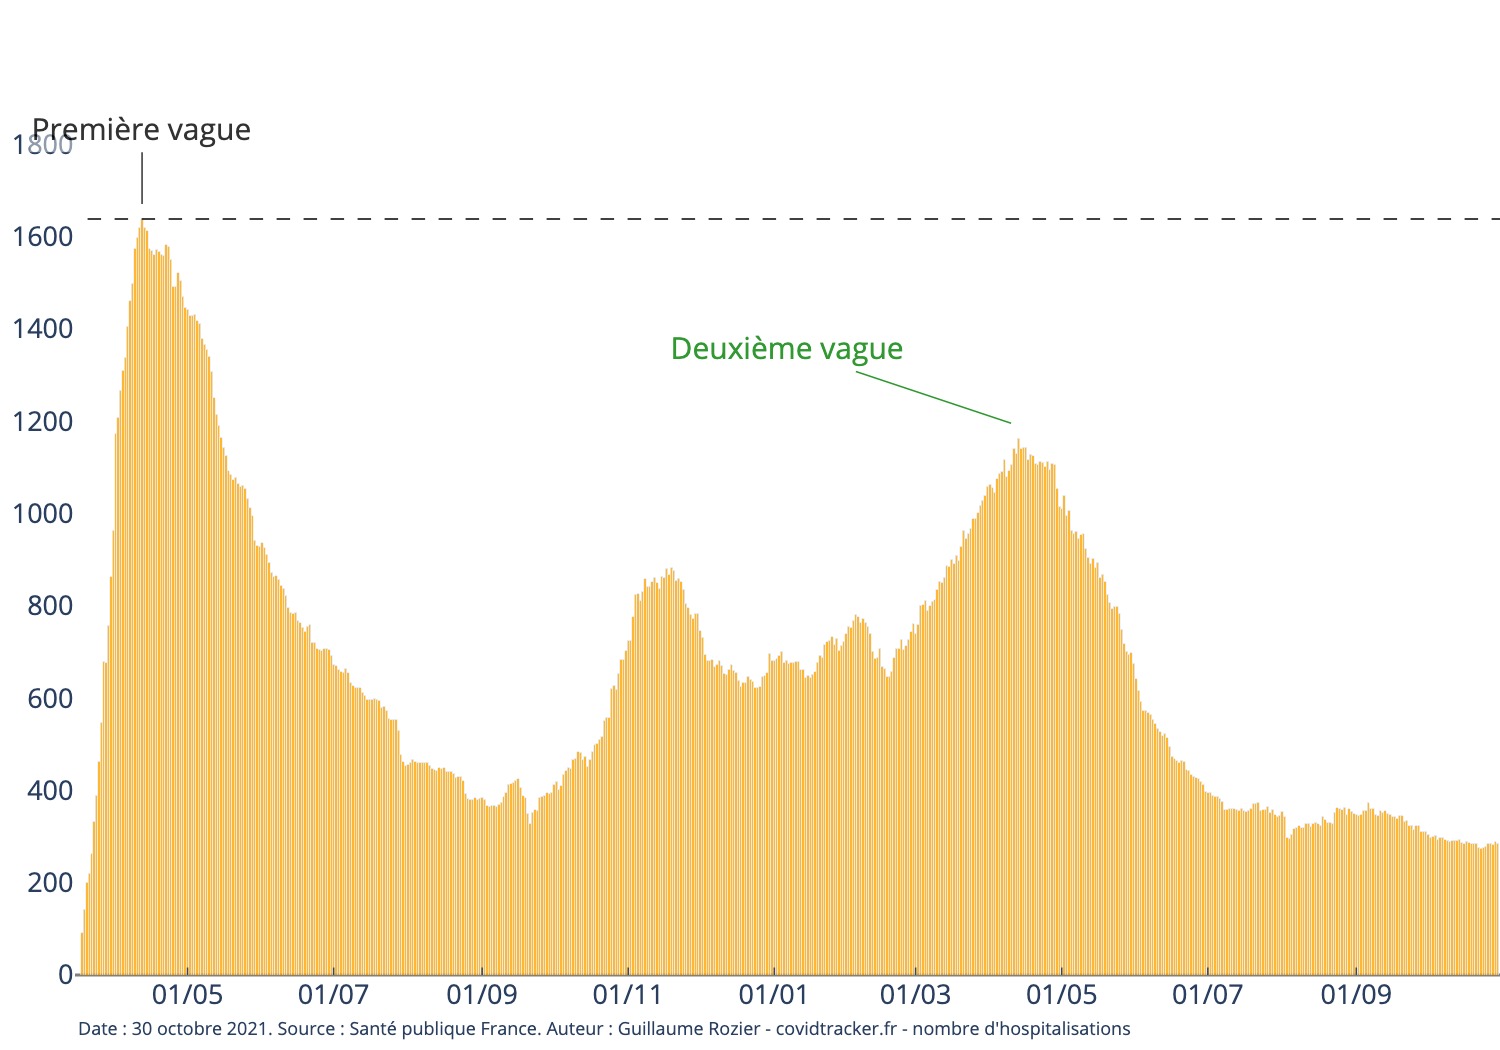 Première vague
1800
1600
1400
Deuxième vague
1200
1000
800
600
400
200
0
01/05 01/07 01/09 01/11 01/01 01/03 01/05 01/07 01/09
Date : 30 octobre 2021. Source : Santé publique France. Auteur : Guillaume Rozier - covidtracker.fr - nombre d'hospitalisations